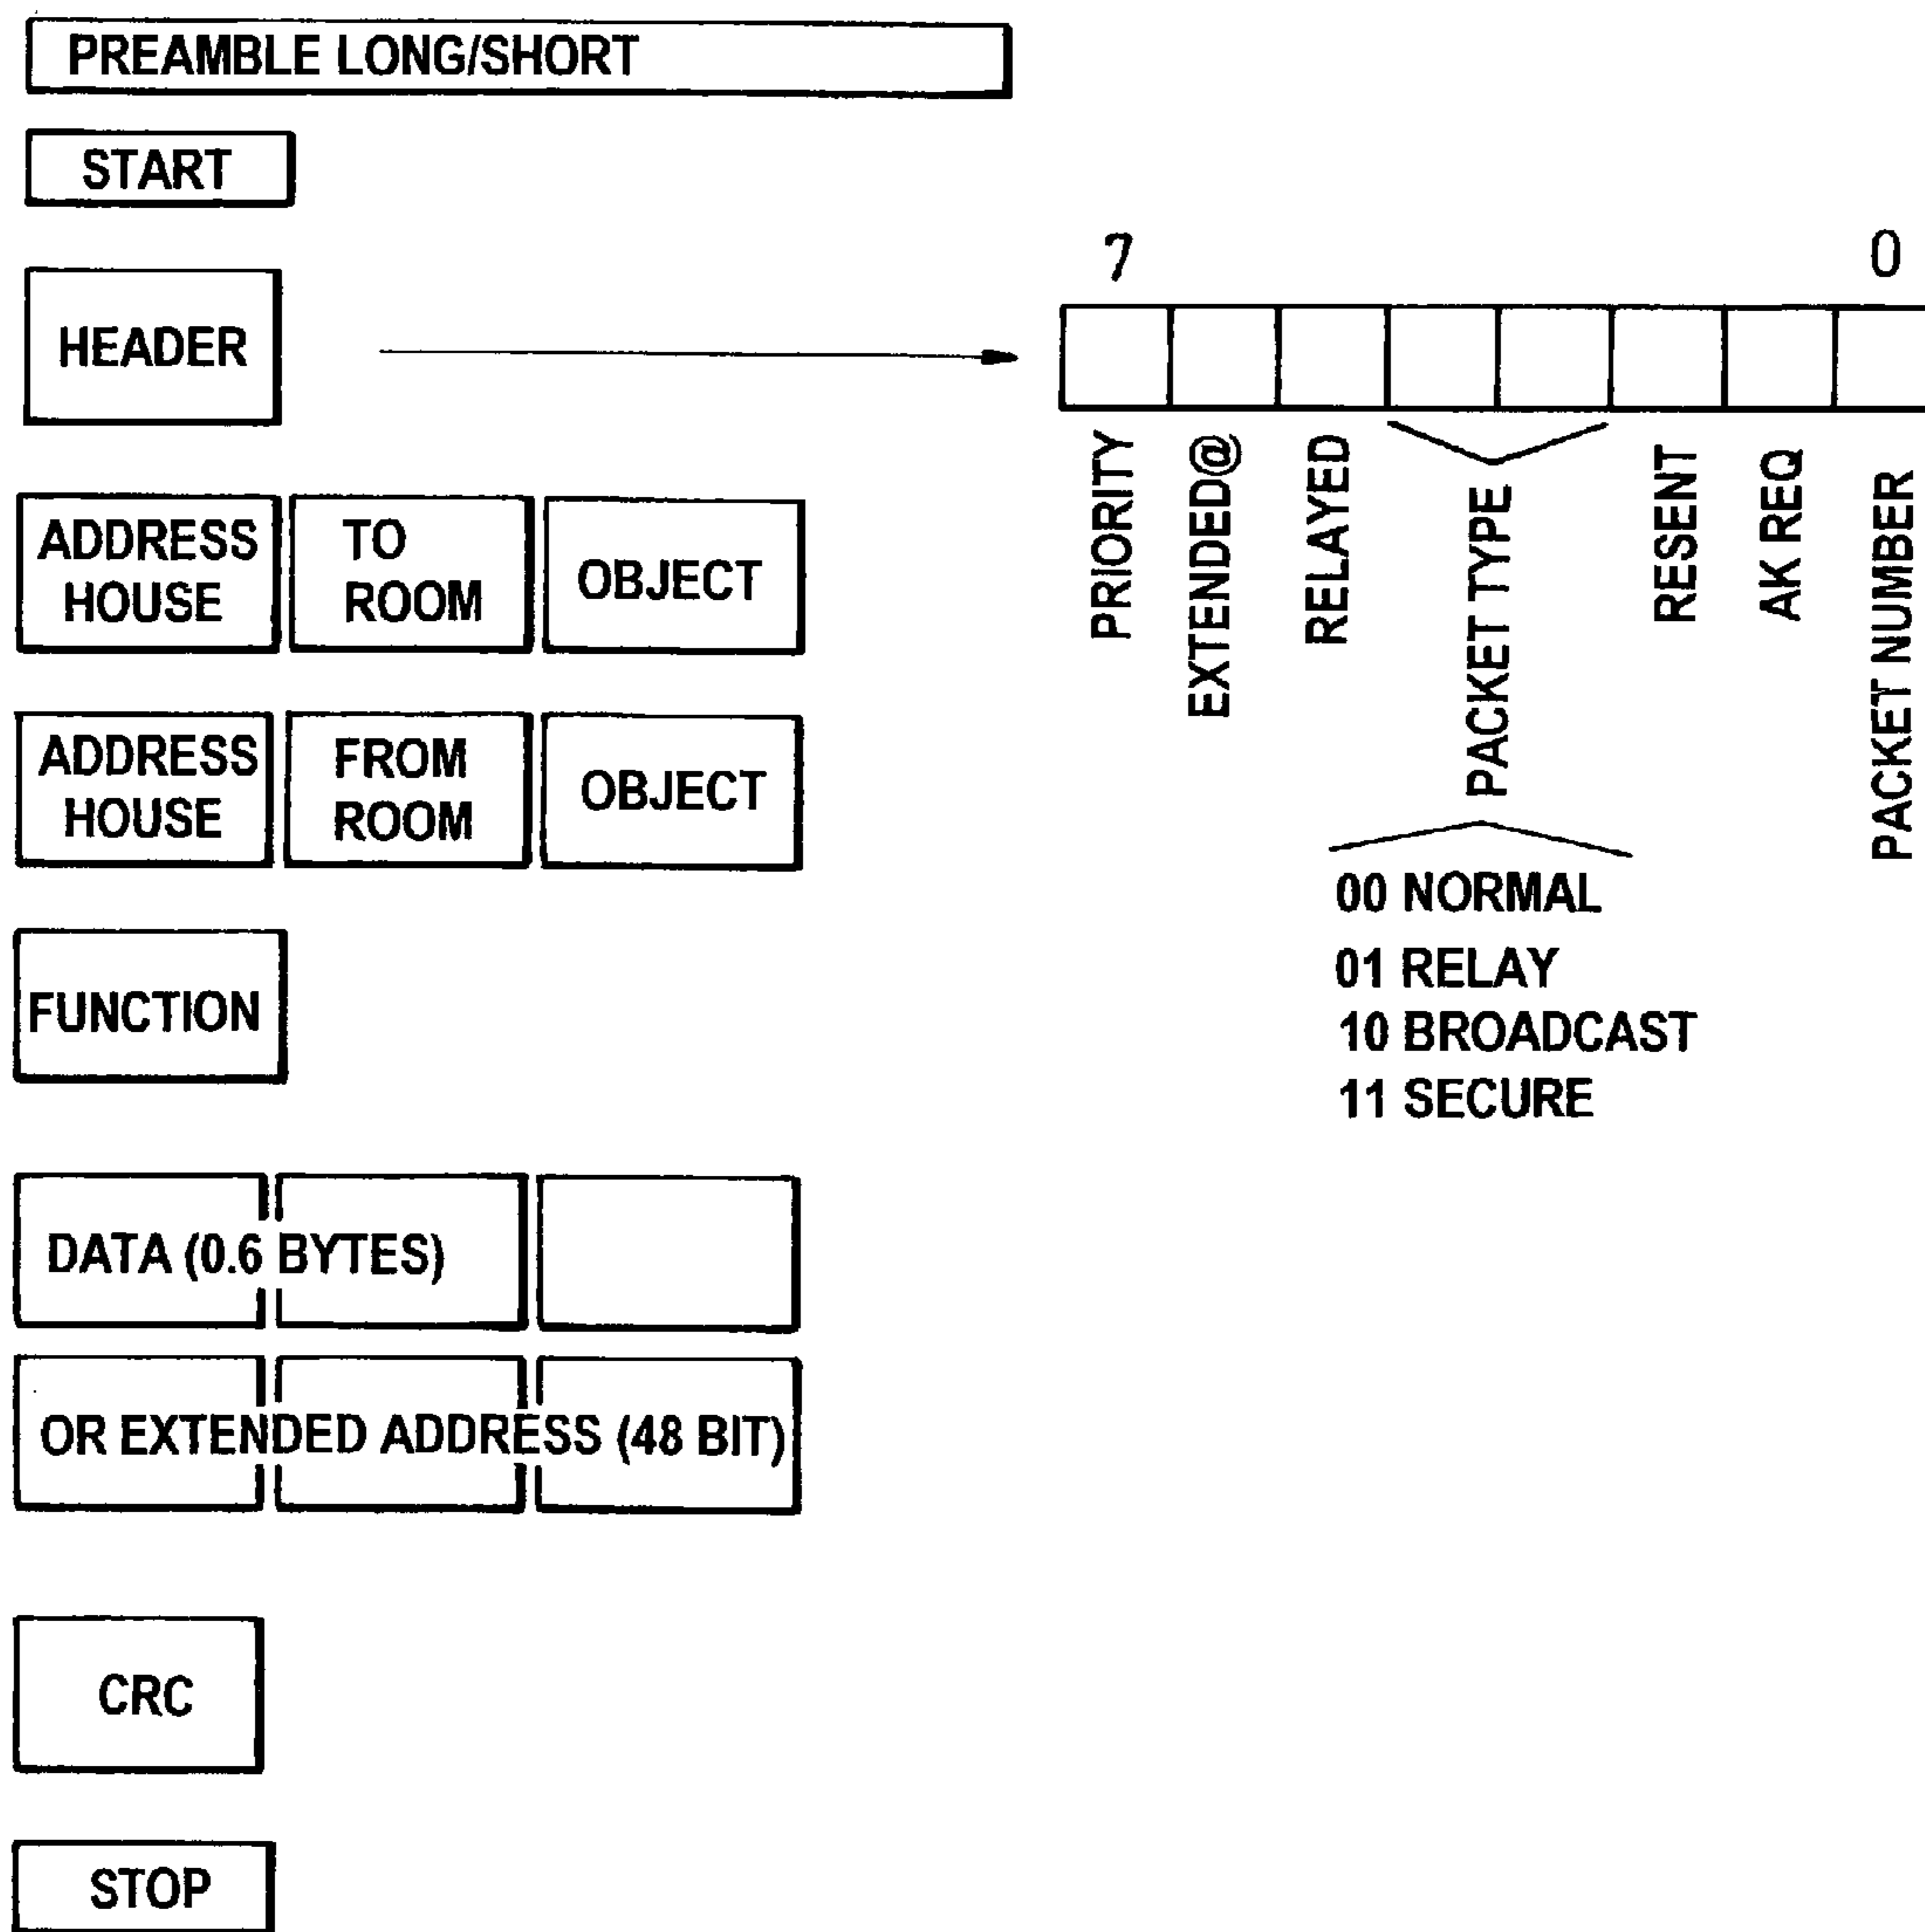 PREAMBLE LONG/SHORT
START
HEADER
7
0
PRIORITY
EXTENDED@
RELAYED
PACKET TYPE
RESENT
AK REQ
PACKET NUMBER
00 NORMAL
01 RELAY
10 BROADCAST
11 SECURE
ADDRESS
HOUSE
TO
ROOM
OBJECT
ADDRESS
HOUSE
FROM
ROOM
OBJECT
FUNCTION
DATA (0.6 BYTES)
OR EXTENDED ADDRESS (48 BIT)
CRC
STOP